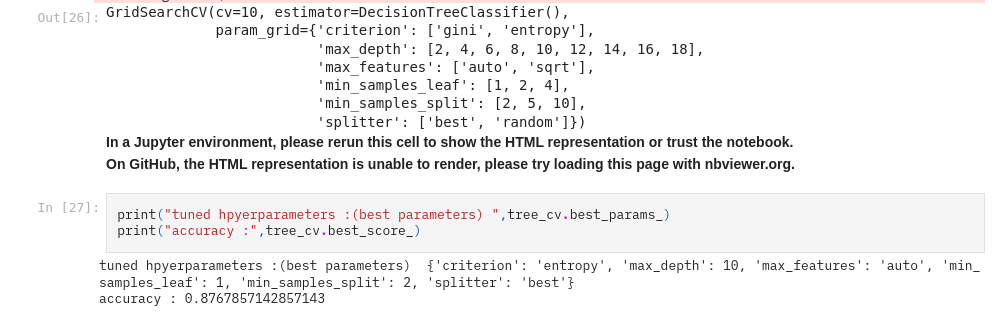 Out[26]: GridSearchCV(cv=10, estimator=DecisionTreeClassifier(),
param_grid={'criterion': ['gini', 'entropy'],
'max_depth': [2, 4, 6, 8, 10, 12, 14, 16, 18],
'max_features': ['auto', 'sqrt'],
'min_samples_leaf': [1, 2, 4],
'min_samples_split': [2, 5, 10],
'splitter': ['best', 'random']})
In a Jupyter environment, please rerun this cell to show the HTML representation or trust the notebook.
On GitHub, the HTML representation is unable to render, please try loading this page with nbviewer.org.
In [27]: print("tuned hpyerparameters :(best parameters) ",tree_cv.best_params_)
print("accuracy :",tree_cv.best_score_)
tuned hpyerparameters :(best parameters)  {'criterion': 'entropy', 'max_depth': 10, 'max_features': 'auto', 'min_
samples_leaf': 1, 'min_samples_split': 2, 'splitter': 'best'}
accuracy : 0.8767857142857143